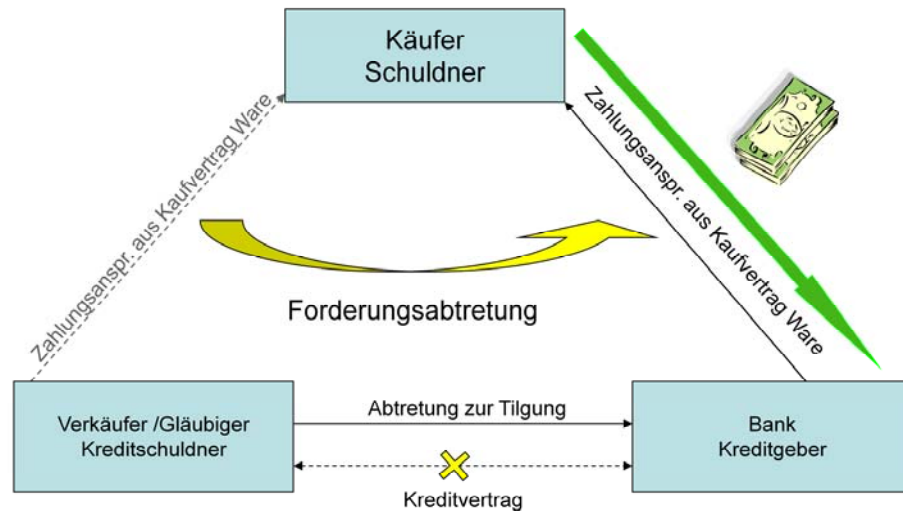 Käufer
Schuldner
Zahlungsanspr. aus Kaufvertrag Ware
Zahlungsanspr. aus Kaufvertrag Ware
Forderungsabtretung
Verkäufer /Gläubiger
Kreditschuldner
Abtretung zur Tilgung
Bank
Kreditgeber
Kreditvertrag